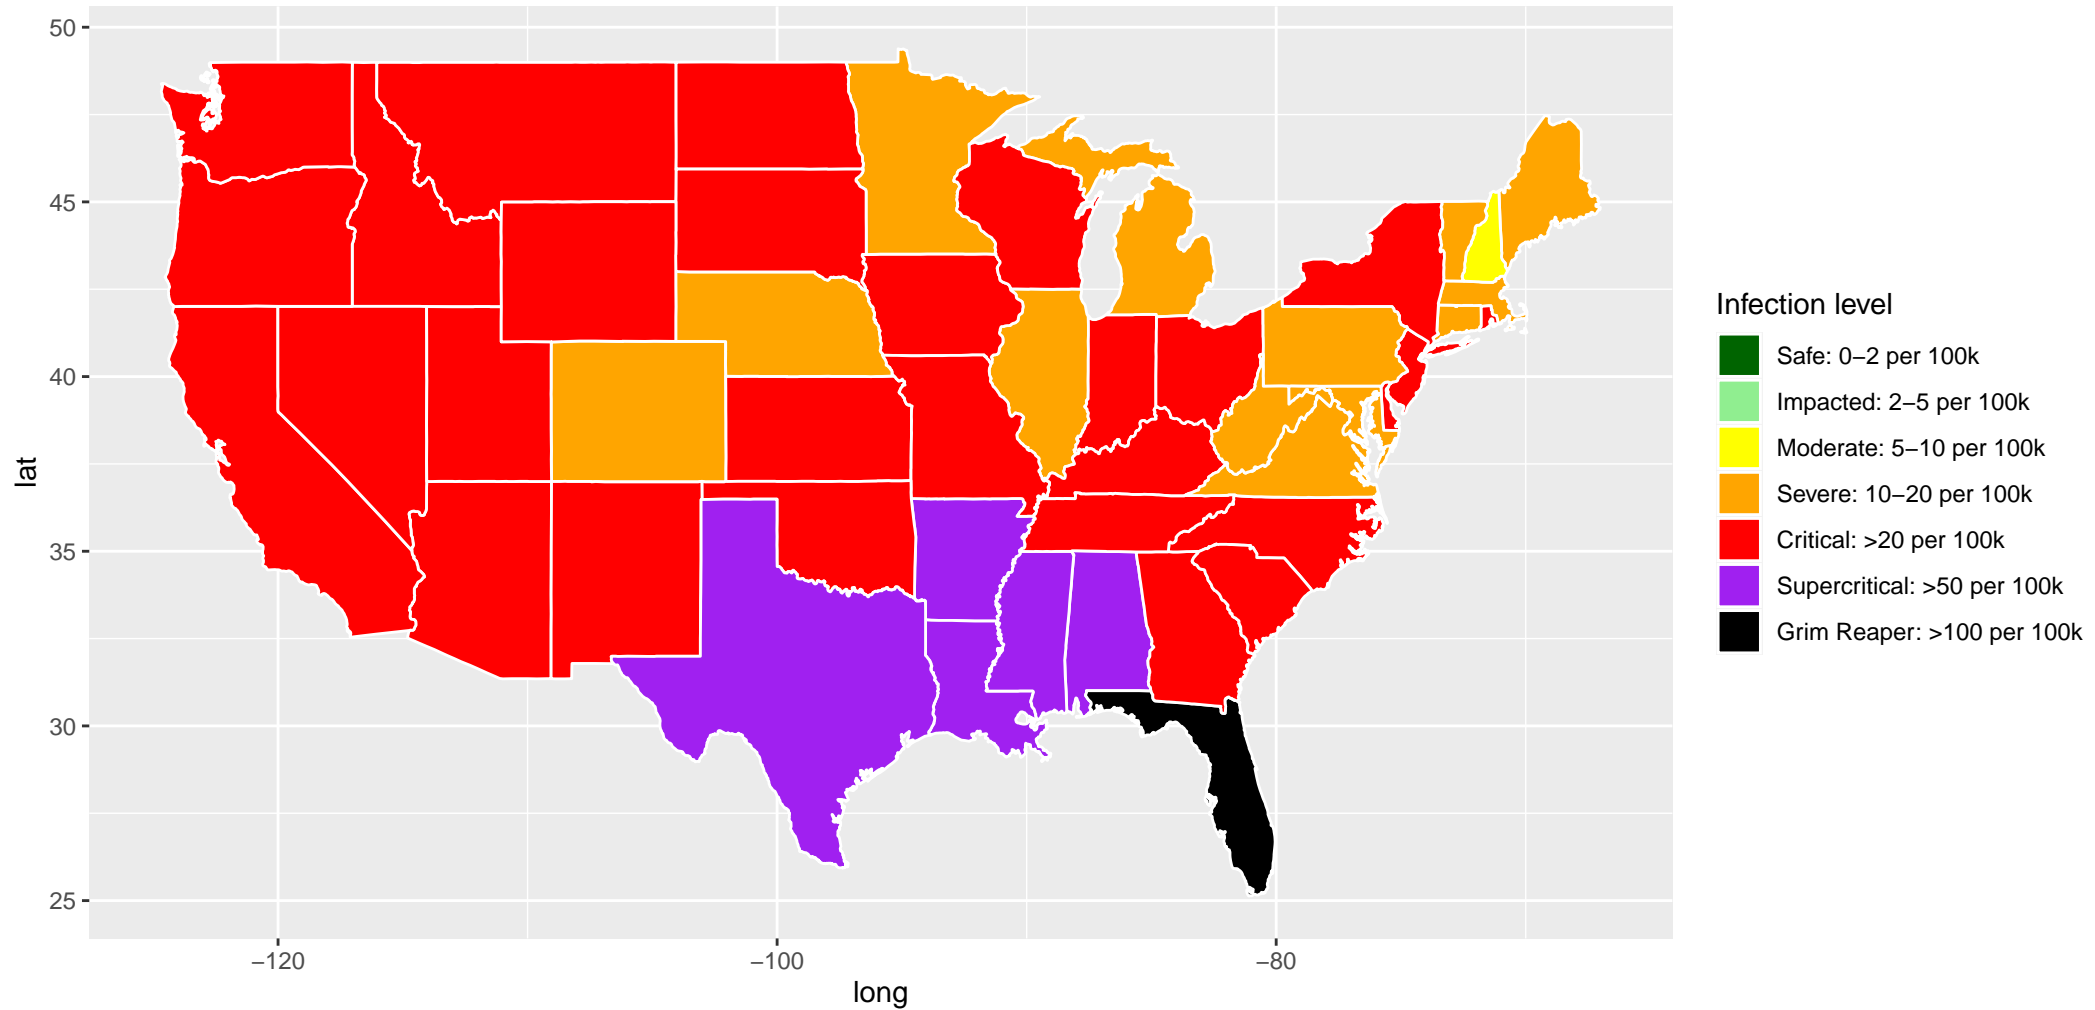 50
45
40
35
30
25
lat
−120
−100
−80
long
Infection level
Safe: 0−2 per 100k
Impacted: 2−5 per 100k
Moderate: 5−10 per 100k
Severe: 10−20 per 100k
Critical: >20 per 100k
Supercritical: >50 per 100k
Grim Reaper: >100 per 100k